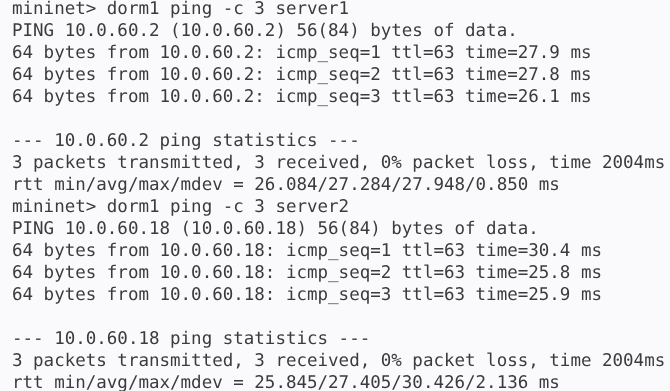 mininet> dorm1 ping -c 3 server1
PING 10.0.60.2 (10.0.60.2) 56(84) bytes of data.
64 bytes from 10.0.60.2: icmp_seq=1 ttl=63 time=27.9 ms
64 bytes from 10.0.60.2: icmp_seq=2 ttl=63 time=27.8 ms
64 bytes from 10.0.60.2: icmp_seq=3 ttl=63 time=26.1 ms

--- 10.0.60.2 ping statistics ---
3 packets transmitted, 3 received, 0% packet loss, time 2004ms
rtt min/avg/max/mdev = 26.084/27.284/27.948/0.850 ms
mininet> dorm1 ping -c 3 server2
PING 10.0.60.18 (10.0.60.18) 56(84) bytes of data.
64 bytes from 10.0.60.18: icmp_seq=1 ttl=63 time=30.4 ms
64 bytes from 10.0.60.18: icmp_seq=2 ttl=63 time=25.8 ms
64 bytes from 10.0.60.18: icmp_seq=3 ttl=63 time=25.9 ms

--- 10.0.60.18 ping statistics ---
3 packets transmitted, 3 received, 0% packet loss, time 2004ms
rtt min/avg/max/mdev = 25.845/27.405/30.426/2.136 ms